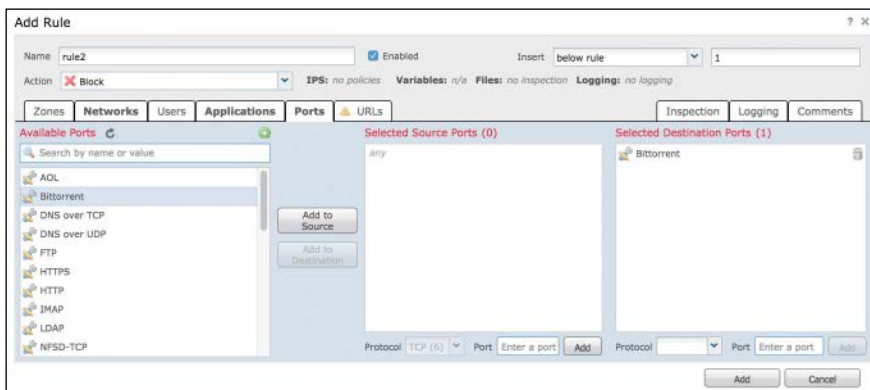 Add Rule
? ×
Name rule2 Enabled Insert below rule 1
Action Block IPS: no policies Variables: n/a Files: no inspection Logging: no logging
Zones Networks Users Applications Ports URLs Inspection Logging Comments
Available Ports Selected Source Ports (0) Selected Destination Ports (1)
Search by name or value any Bittorrent
AOL
Bittorrent
DNS over TCP
DNS over UDP
FTP
HTTPS
HTTP
IMAP
LDAP
NFSD-TCP
Add to
Source
Add to
Destination
Protocol TCP (6) Port Enter a port Add Protocol Port Enter a port Add
Add Cancel